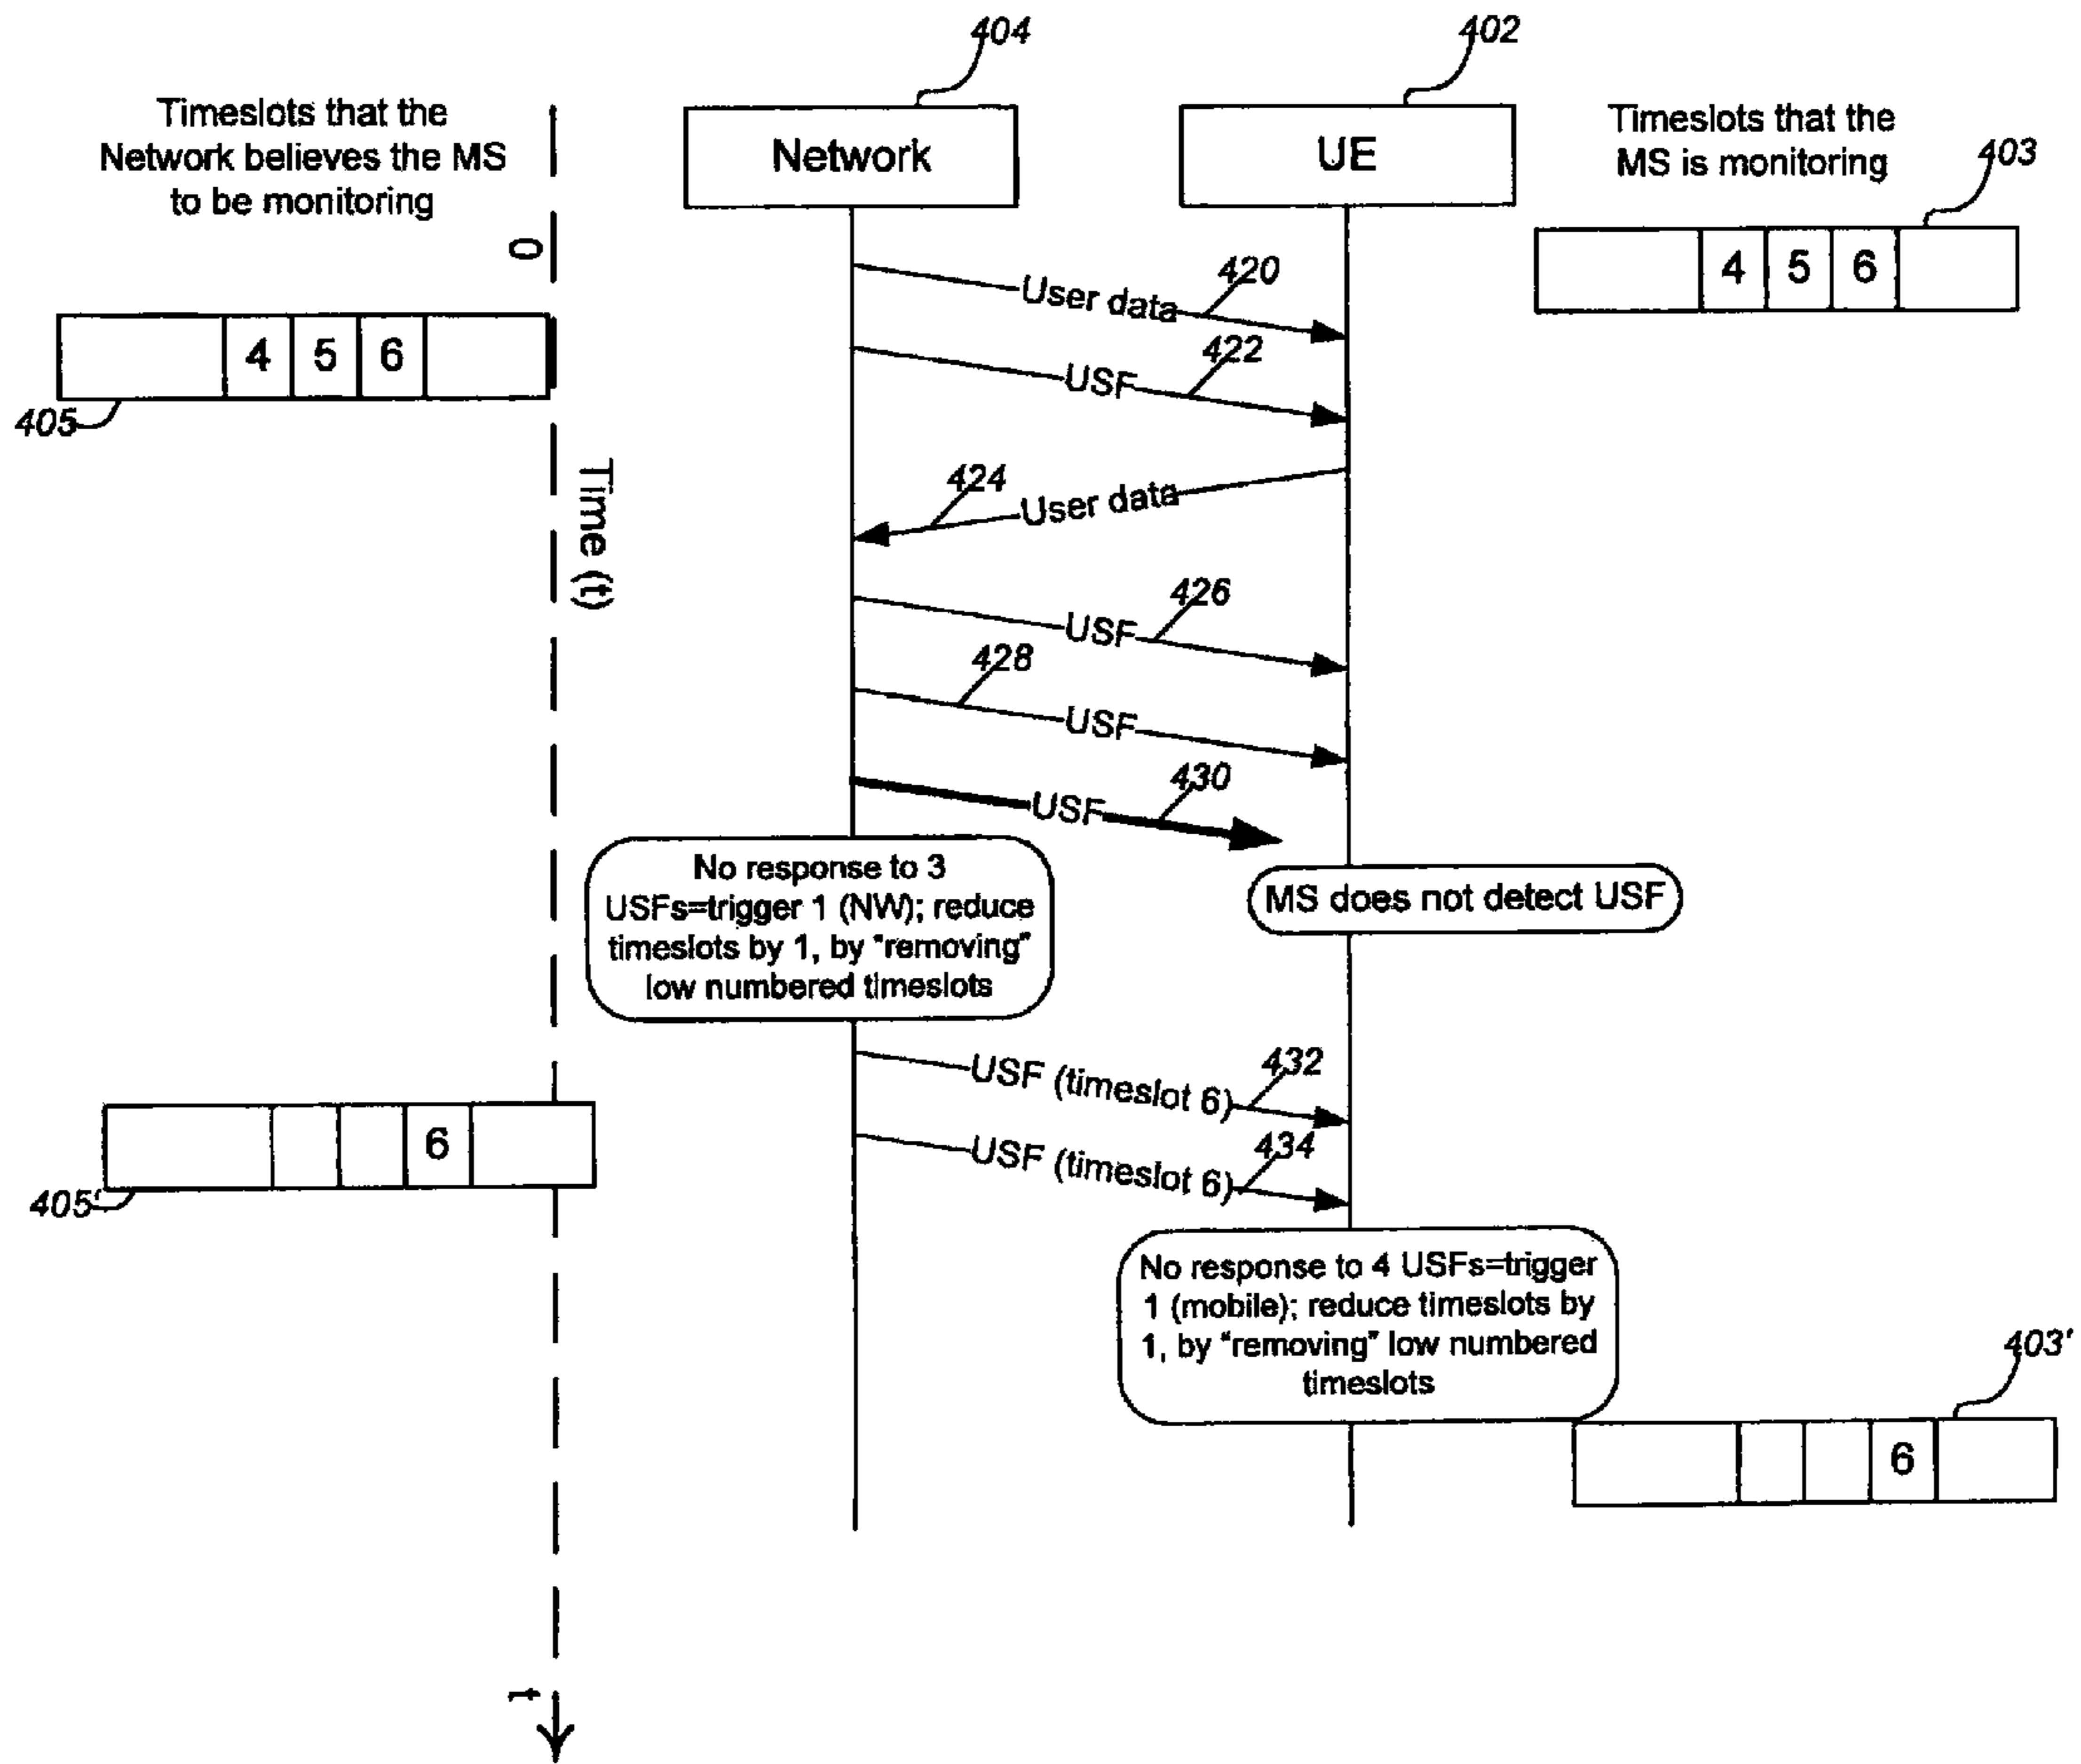 404
402
Timeslots that the
Network believes the MS
to be monitoring
Network
UE
Timeslots that the
MS is monitoring
403
0
4 5 6
User data
420
4 5 6
405
USF
422
Time (t)
424
User data
USF
426
428
USF
USF
430
No response to 3
USFs=trigger 1 (NW); reduce
timeslots by 1, by "removing"
low numbered timeslots
MS does not detect USF
USF (timeslot 6)
432
6
405'
USF (timeslot 6)
434
No response to 4 USFs=trigger
1 (mobile); reduce timeslots by
1, by "removing" low numbered
timeslots
403'
6
t